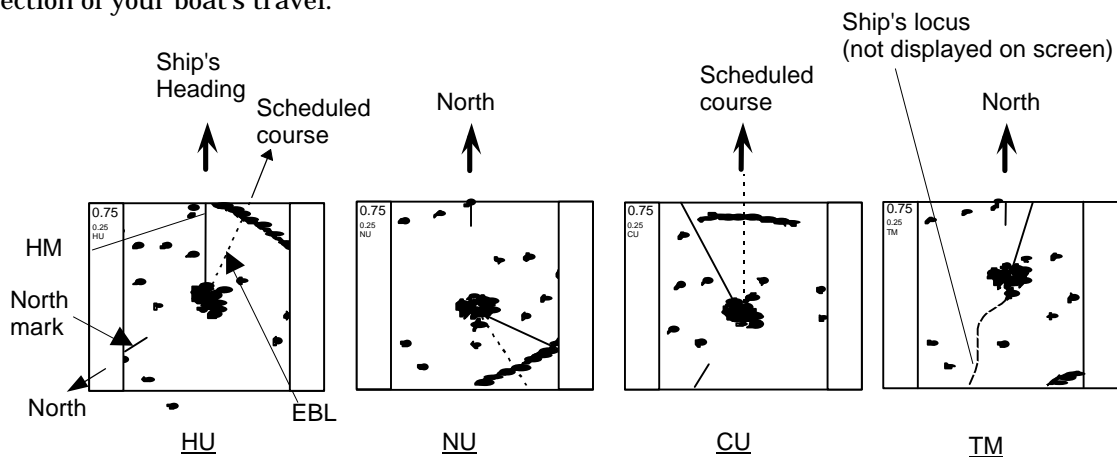 ection of your boat's travel.
Ship's locus
(not displayed on screen)
Ship's
Heading
Scheduled
course
North
Scheduled
course
North
0.75
0.25
HU
0.75
0.25
NU
0.75
0.25
CU
0.75
0.25
TM
HM
North
mark
North
EBL
HU
NU
CU
TM